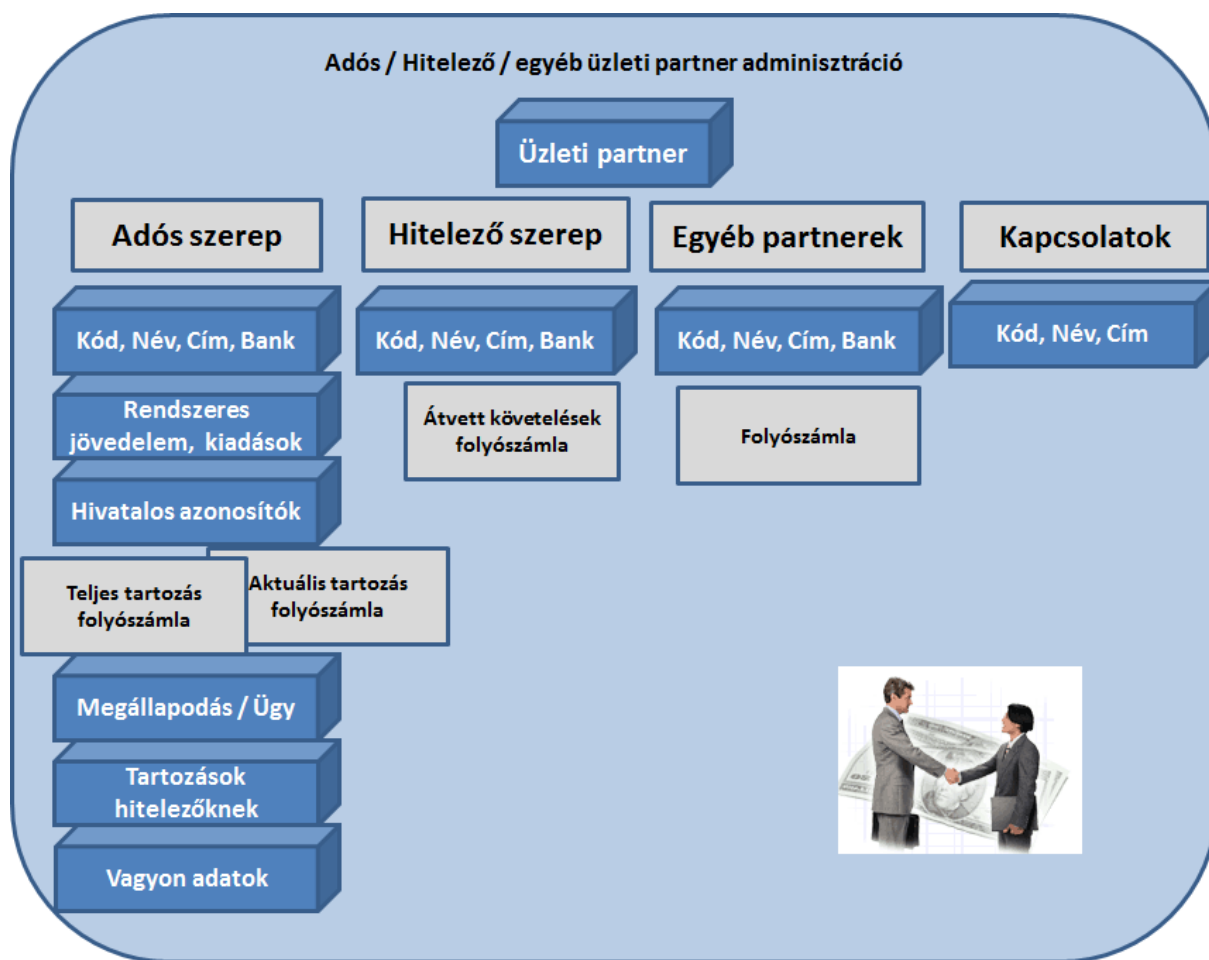 Adós / Hitelező / egyéb üzleti partner adminisztráció
Üzleti partner
Adós szerep
Hitelező szerep
Egyéb partnerek
Kapcsolatok
Kód, Név, Cím, Bank
Kód, Név, Cím, Bank
Kód, Név, Cím, Bank
Kód, Név, Cím
Rendszeres
jövedelem, kiadások
Átvett követelések
folyószámla
Folyószámla
Hivatalos azonosítók
Teljes tartozás
folyószámla
Aktuális tartozás
folyószámla
Megállapodás / Ügy
Tartozások
hitelezőknek
Vagyon adatok